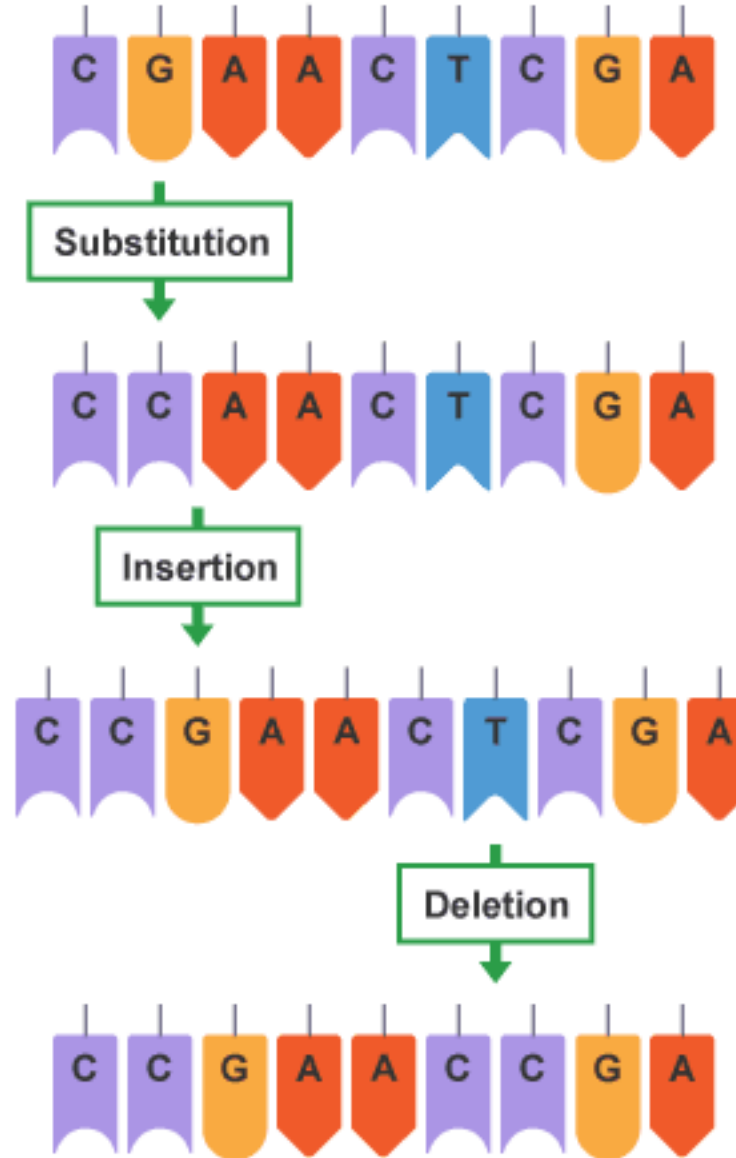 C G A A C T C G A
Substitution
C C A A C T C G A
Insertion
C C G A A C T C G A
Deletion
C C G A A C C G A